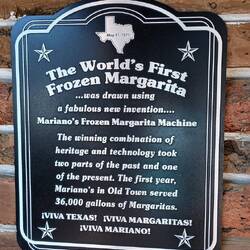 May 11, 1971
The World's First
Frozen Margarita
...was drawn using
a fabulous new invention....
Mariano's Frozen Margarita Machine
The winning combination of
heritage and technology took
two parts of the past and one
of the present. The first year,
Mariano's in Old Town served
36,000 gallons of Margaritas.
¡VIVA TEXAS! ¡VIVA MARGARITAS!
¡VIVA MARIANO!